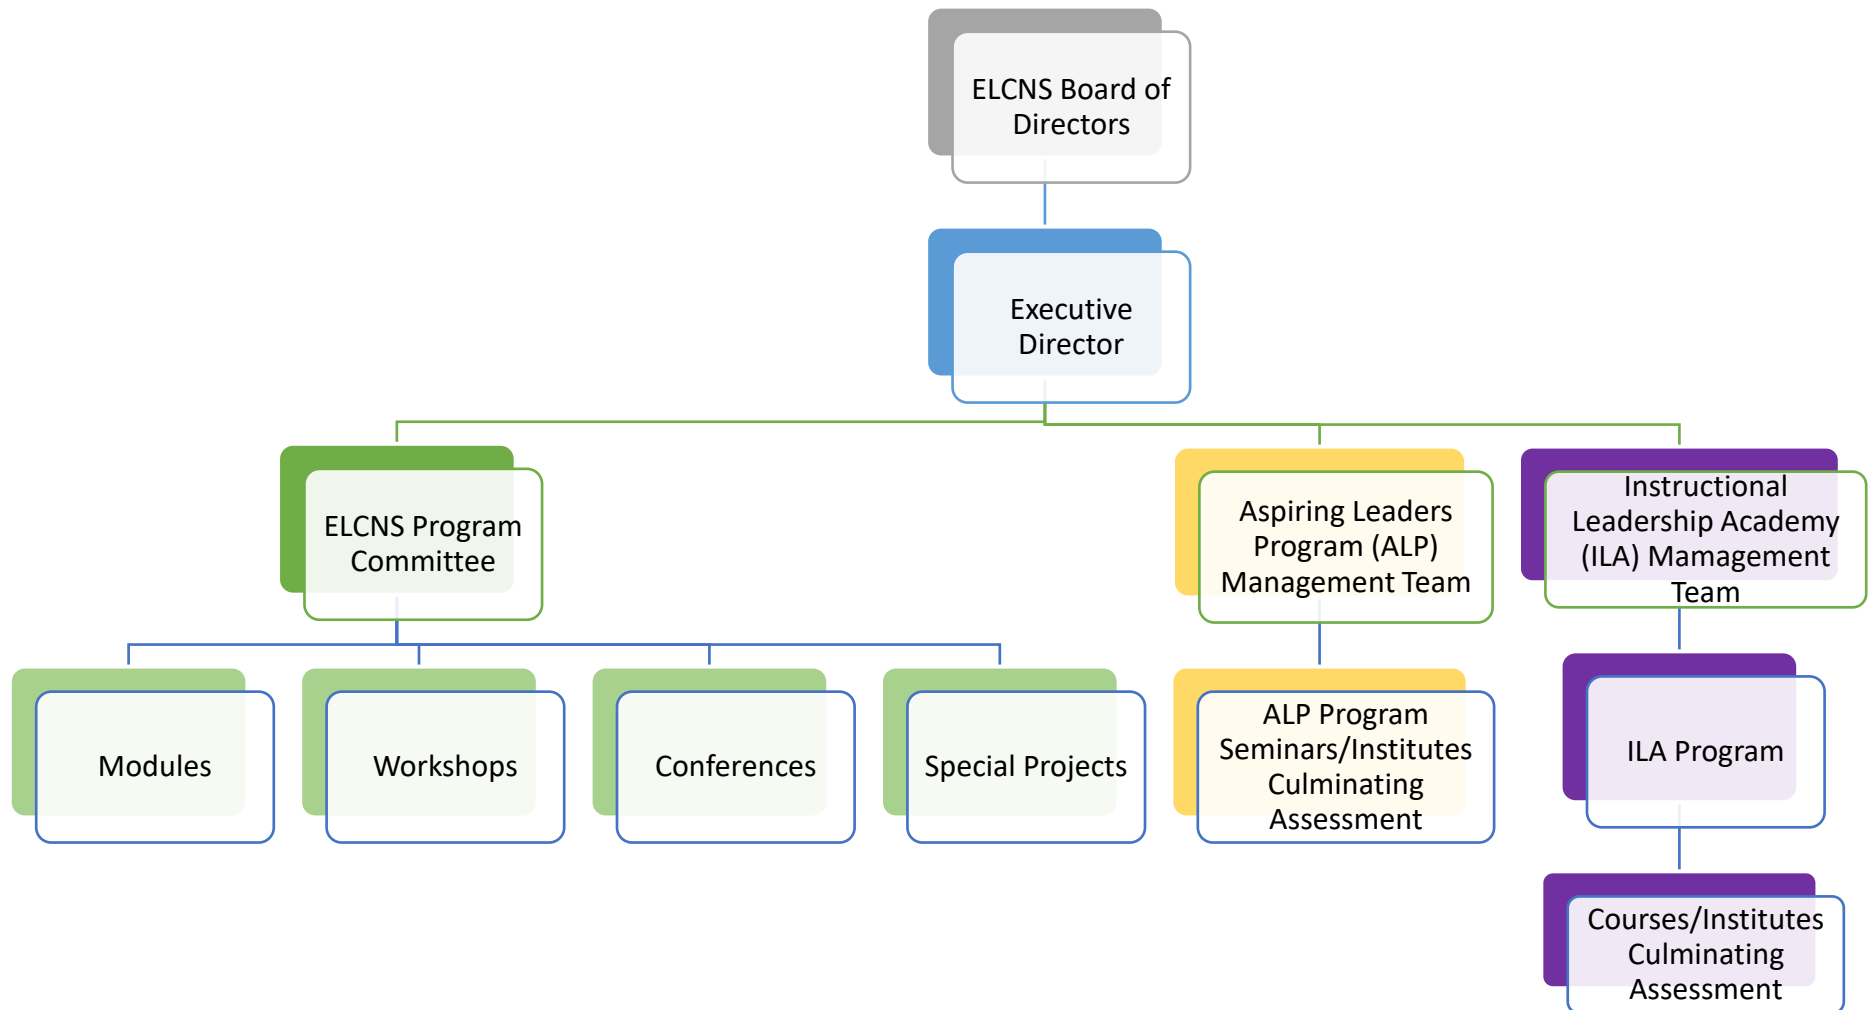 ELCNS Board of
Directors
Executive
Director
ELCNS Program
Committee
Aspiring Leaders
Program (ALP)
Management Team
Instructional
Leadership Academy
(ILA) Mamagement
Team
Modules
Workshops
Conferences
Special Projects
ALP Program
Seminars/Institutes
Culminating
Assessment
ILA Program
Courses/Institutes
Culminating
Assessment